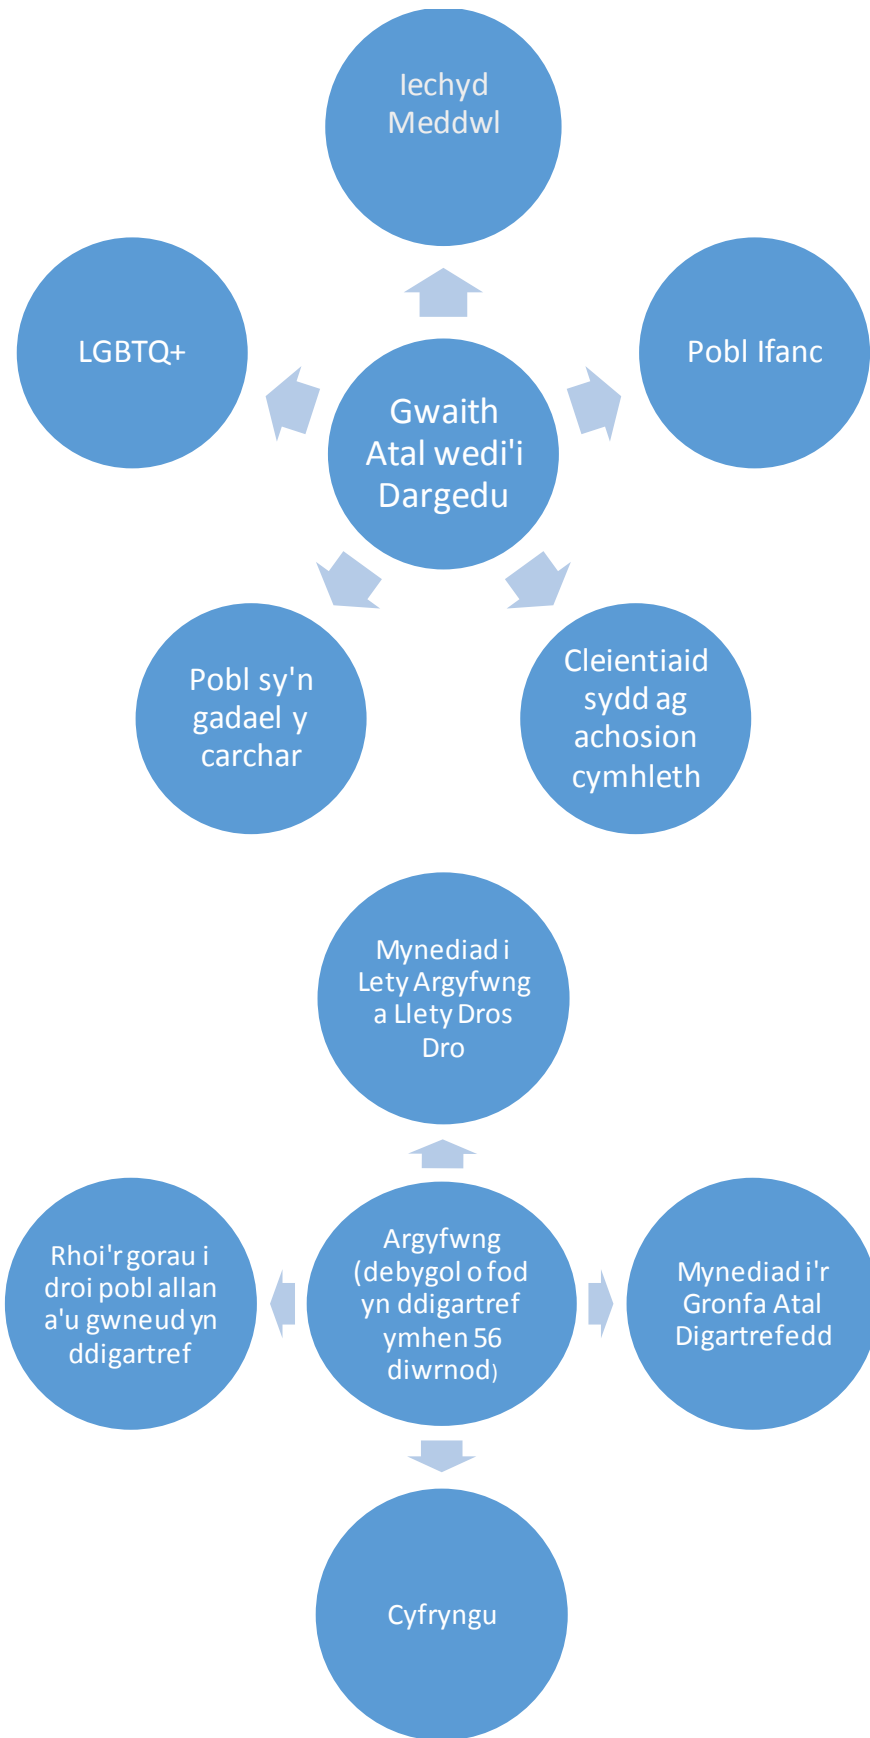 Iechyd
Meddwl
LGBTQ+
Pobl Ifanc
Gwaith
Atal wedi'i
Dargedu
Pobl sy'n
gadael y
carchar
Cleientiaid
sydd ag
achosion
cymhleth
Mynediad i
Lety Argyfwng
a Llety Dros
Dro
Rhoi'r gorau i
droi pobl allan
a'u gwneud yn
ddigartref
Argyfwng
(debygol o fod
yn ddigartref
ymhen 56
diwrnod)
Mynediad i'r
Gronfa Atal
Digartrefedd
Cyfryngu